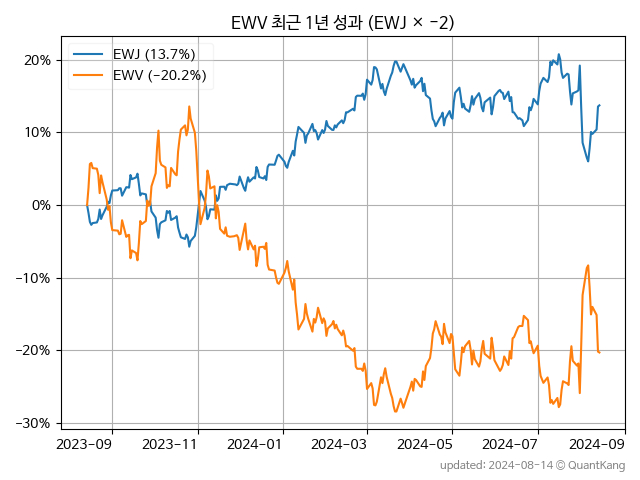 EWV 최근 1년 성과 (EWJ × -2)
EWJ (13.7%)
EWV (-20.2%)
20%
10%
0%
-10%
-20%
-30%
2023-09 2023-11 2024-01 2024-03 2024-05 2024-07 2024-09
updated: 2024-08-14 © QuantKang